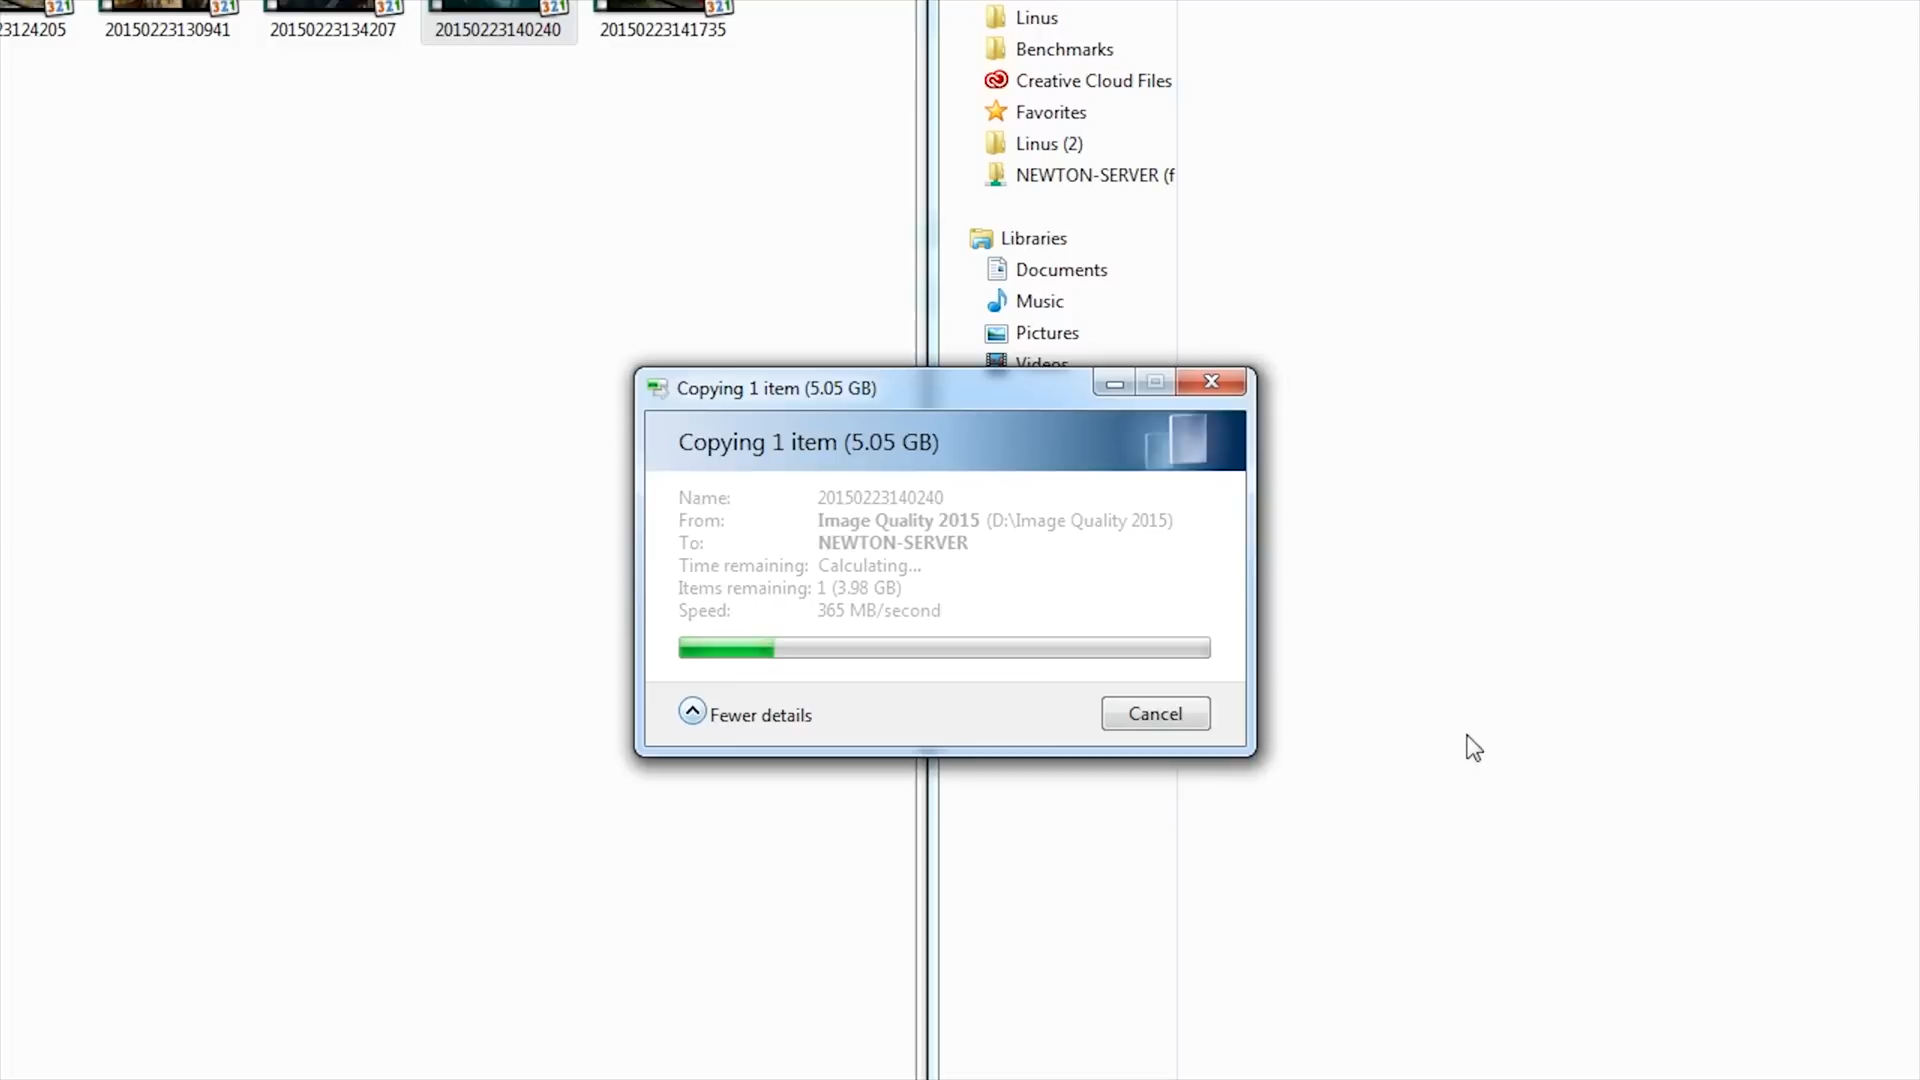 23124205
20150223130941
20150223134207
20150223140240
20150223141735
Linus
Benchmarks
Creative Cloud Files
Favorites
Linus (2)
NEWTON-SERVER (f
Libraries
Documents
Music
Pictures
Videos
Copying 1 item (5.05 GB)
Copying 1 item (5.05 GB)
Name: 20150223140240
From: Image Quality 2015 (D:\Image Quality 2015)
To: NEWTON-SERVER
Time remaining: Calculating...
Items remaining: 1 (3.98 GB)
Speed: 365 MB/second
Fewer details
Cancel